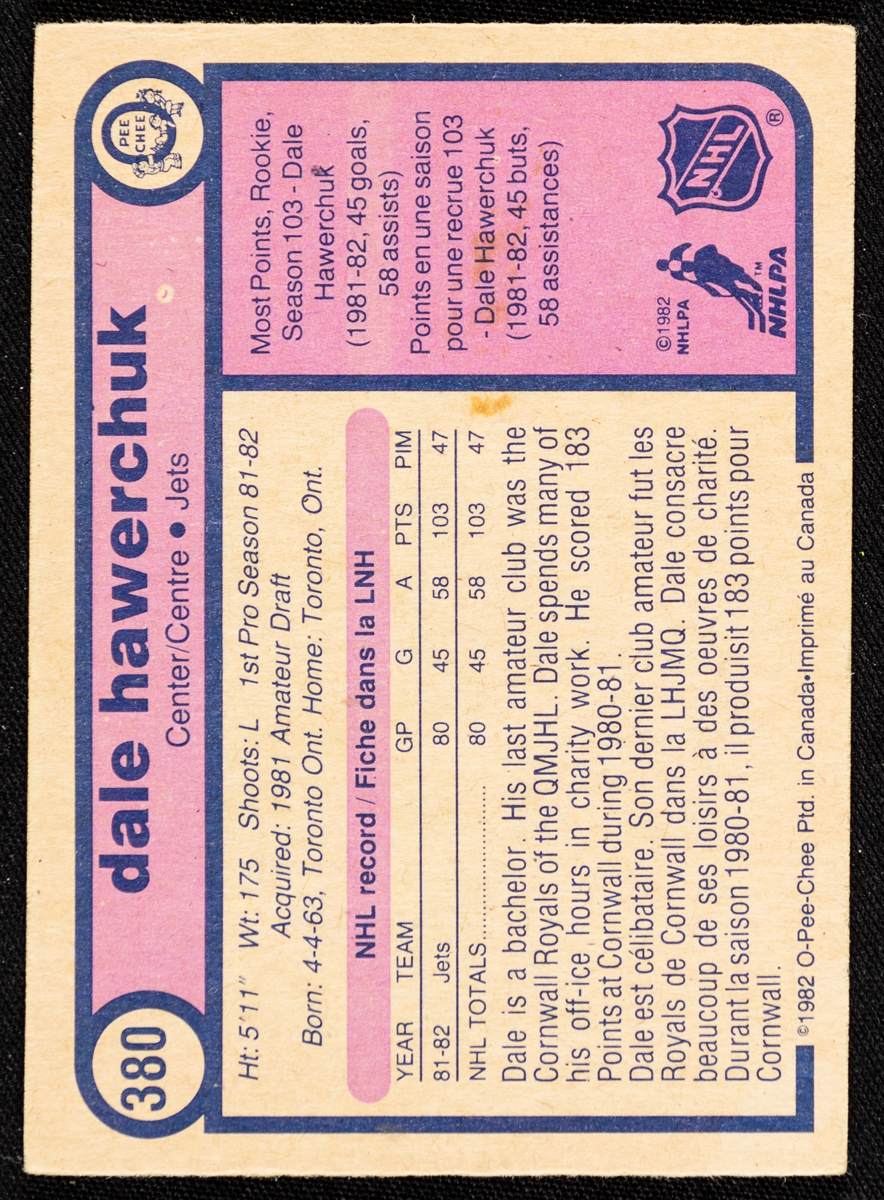 380
dale hawerchuk
Center/Centre • Jets
O
PEE
CHEE
Ht: 5'11" Wt: 175 Shoots: L 1st Pro Season 81-82
Acquired: 1981 Amateur Draft
Born: 4-4-63, Toronto Ont. Home: Toronto, Ont.
NHL record / Fiche dans la LNH
YEAR TEAM GP G A PTS PIM
81-82 Jets 80 45 58 103 47
NHL TOTALS.................... 80 45 58 103 47
Dale is a bachelor. His last amateur club was the
Cornwall Royals of the QMJHL. Dale spends many of
his off-ice hours in charity work. He scored 183
Points at Cornwall during 1980-81.
Dale est célibataire. Son dernier club amateur fut les
Royals de Cornwall dans la LHJMQ. Dale consacre
beaucoup de ses loisirs à des oeuvres de charité.
Durant la saison 1980-81, il produisit 183 points pour
Cornwall.
©1982 O-Pee-Chee Ptd. in Canada•Imprimé au Canada
Most Points, Rookie,
Season 103 - Dale
Hawerchuk
(1981-82, 45 goals,
58 assists)
Points en une saison
pour une recrue 103
- Dale Hawerchuk
(1981-82, 45 buts,
58 assistances)
©1982
NHLPA
™
NHLPA
NHL
®